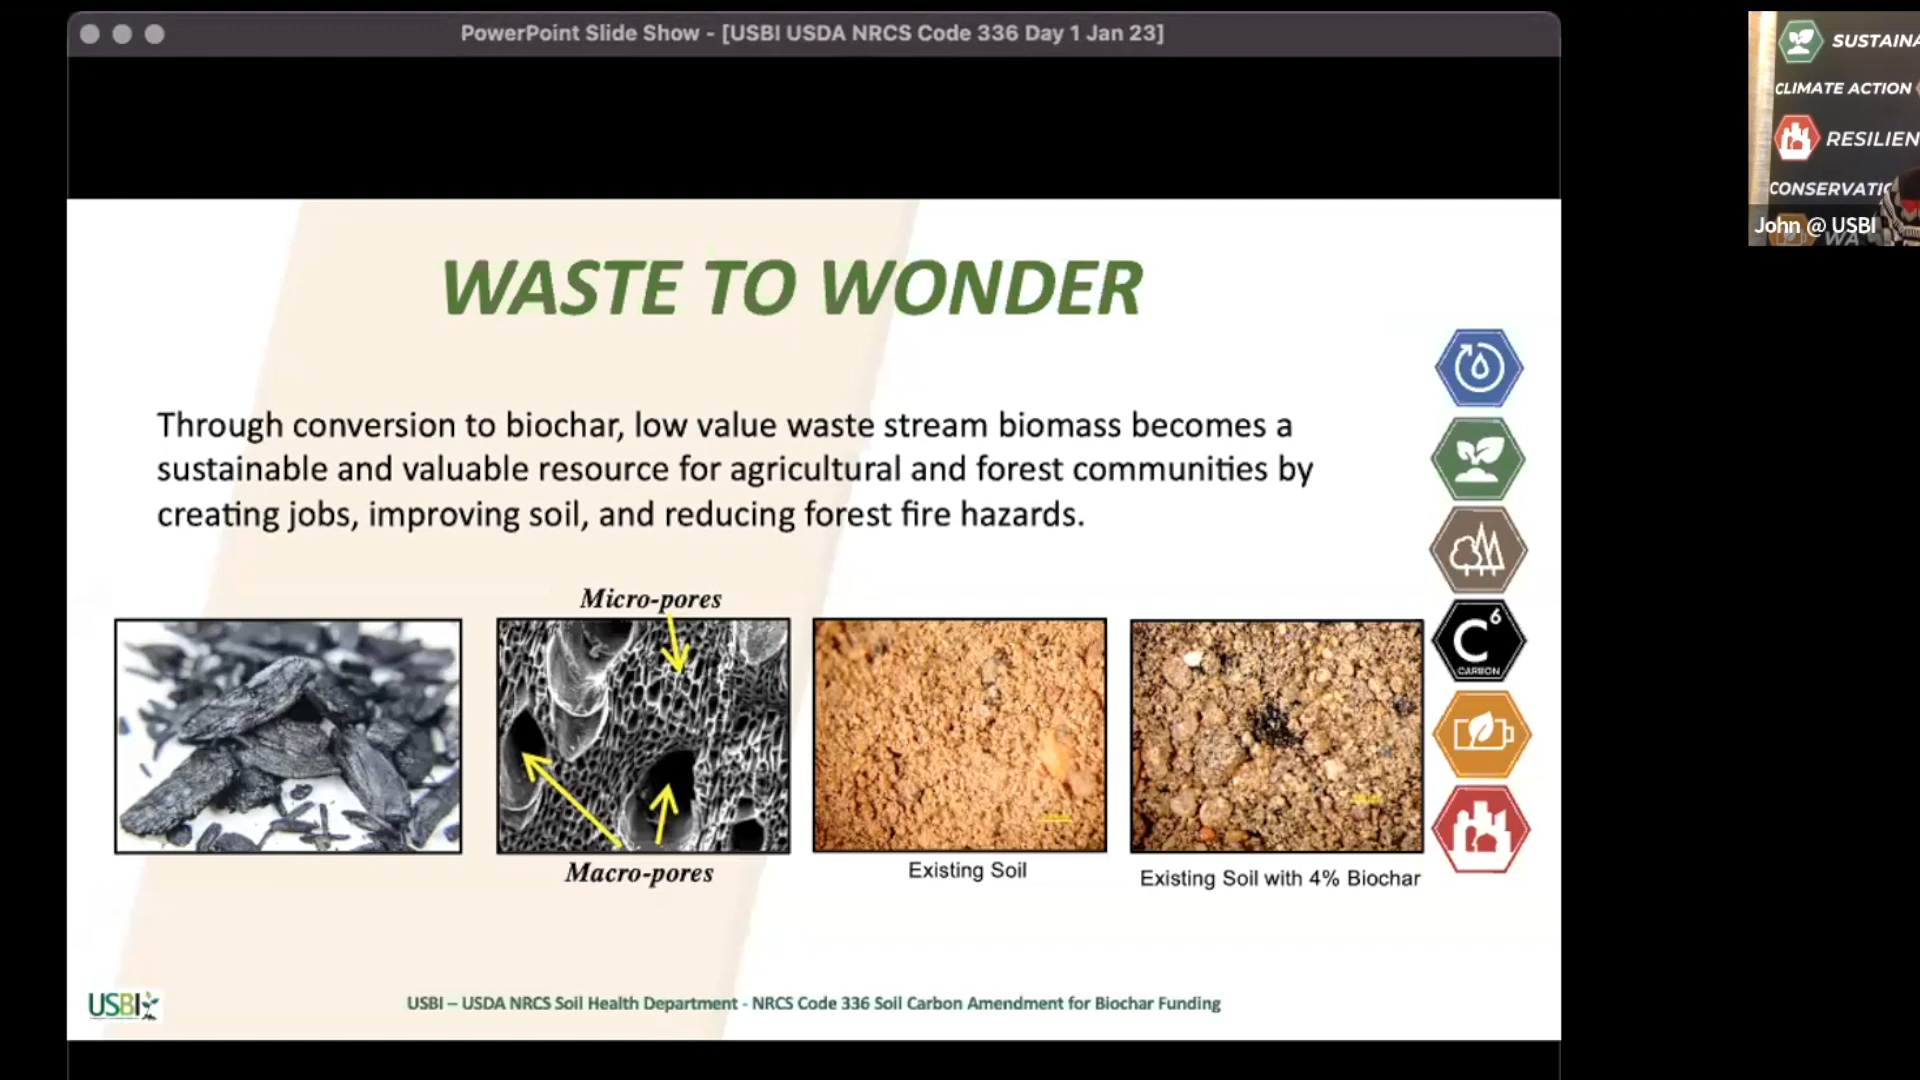 PowerPoint Slide Show - [USBI USDA NRCS Code 336 Day 1 Jan 23]
SUSTAINA
CLIMATE ACTION
RESILIEN
CONSERVATIO
John @ USBI
WA
WASTE TO WONDER
Through conversion to biochar, low value waste stream biomass becomes a
sustainable and valuable resource for agricultural and forest communities by
creating jobs, improving soil, and reducing forest fire hazards.
Micro-pores
Macro-pores
Existing Soil
Existing Soil with 4% Biochar
6
C
CARBON
USBI
USBI – USDA NRCS Soil Health Department - NRCS Code 336 Soil Carbon Amendment for Biochar Funding